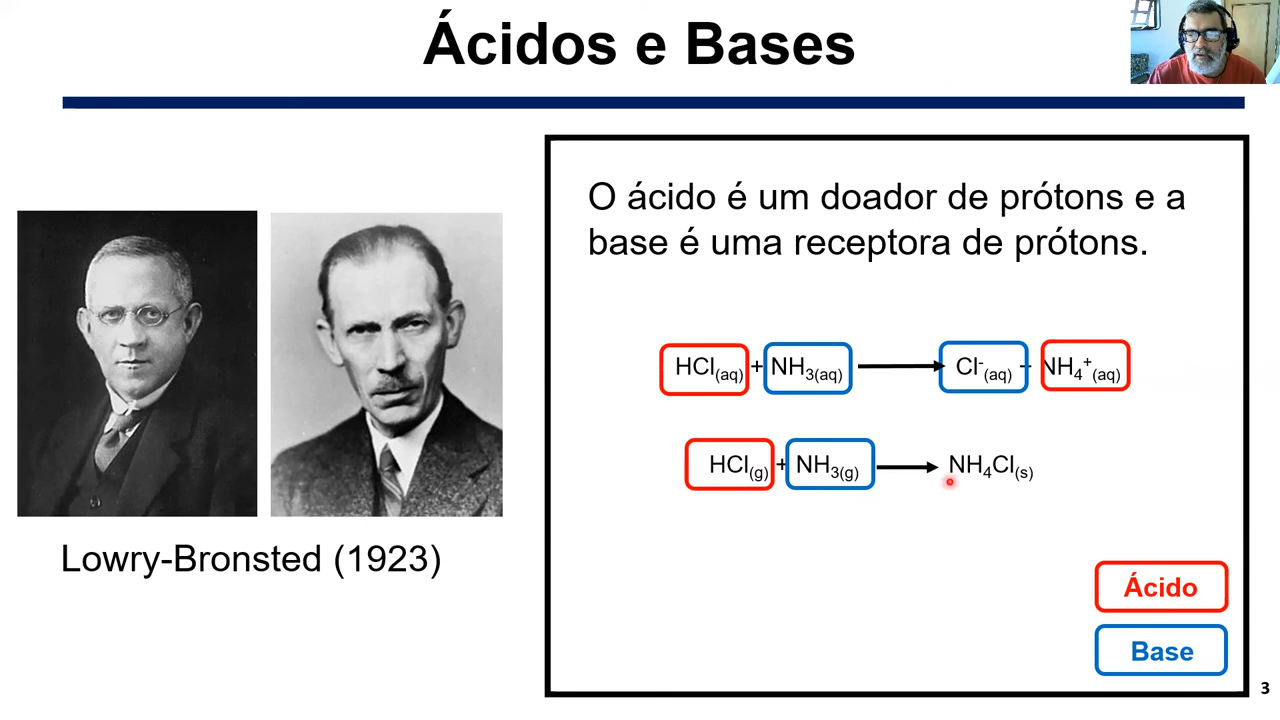 Ácidos e Bases
O ácido é um doador de prótons e a
base é uma receptora de prótons.
HCl(aq) + NH3(aq) → Cl-(aq) + NH4+(aq)
HCl(g) + NH3(g) → NH4Cl(s)
Lowry-Bronsted (1923)
Ácido
Base
3